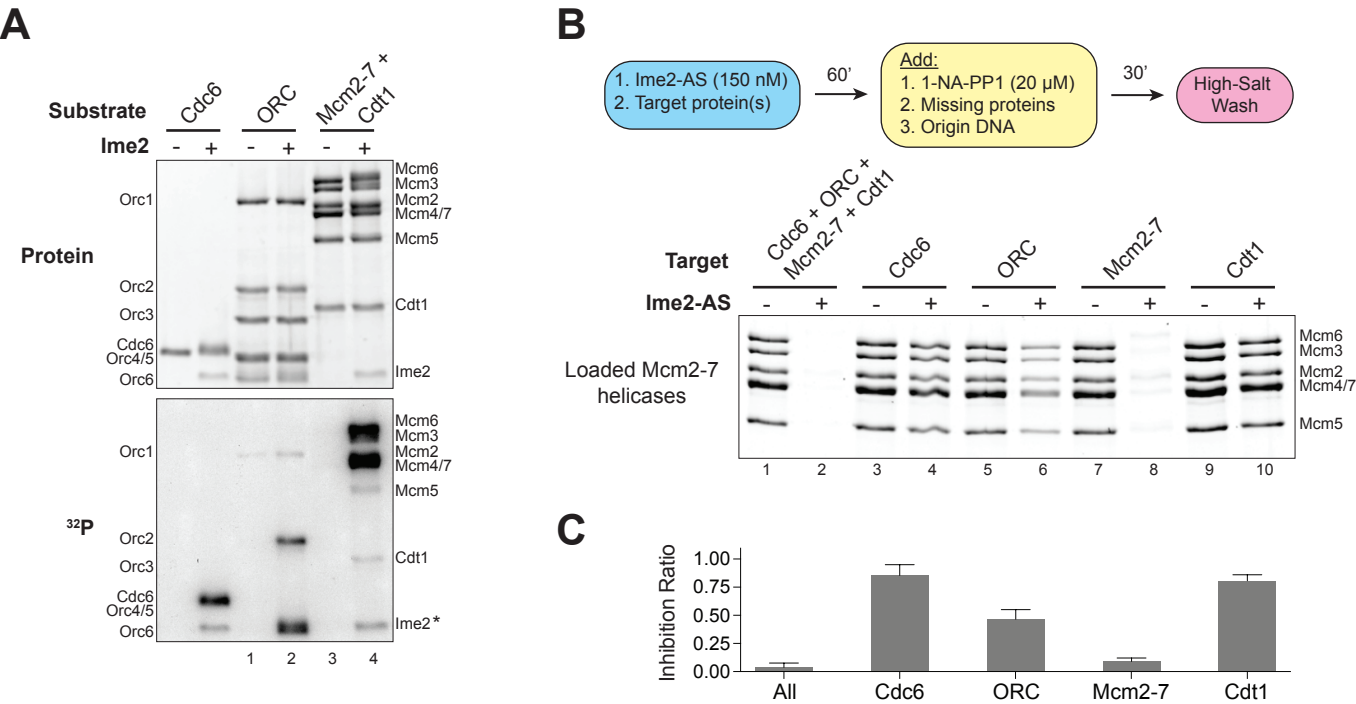 A
Substrate
Cdc6
ORC
Mcm2-7 +
Cdt1
Ime2
- + - + - +
Protein
Orc1
Orc2
Orc3
Cdc6
Orc4/5
Orc6
Mcm6
Mcm3
Mcm2
Mcm4/7
Mcm5
Cdt1
Ime2
32P
Orc1
Orc2
Orc3
Cdc6
Orc4/5
Orc6
Mcm6
Mcm3
Mcm2
Mcm4/7
Mcm5
Cdt1
Ime2*
1 2 3 4
B
1. Ime2-AS (150 nM)
2. Target protein(s)
60’
Add:
1. 1-NA-PP1 (20 µM)
2. Missing proteins
3. Origin DNA
30’
High-Salt
Wash
Target
Cdc6 + ORC +
Mcm2-7 + Cdt1
Cdc6
ORC
Mcm2-7
Cdt1
Ime2-AS
- + - + - + - + - +
Loaded Mcm2-7
helicases
Mcm6
Mcm3
Mcm2
Mcm4/7
Mcm5
1 2 3 4 5 6 7 8 9 10
C
Inhibition Ratio
1.00
0.75
0.50
0.25
0.00
All Cdc6 ORC Mcm2-7 Cdt1